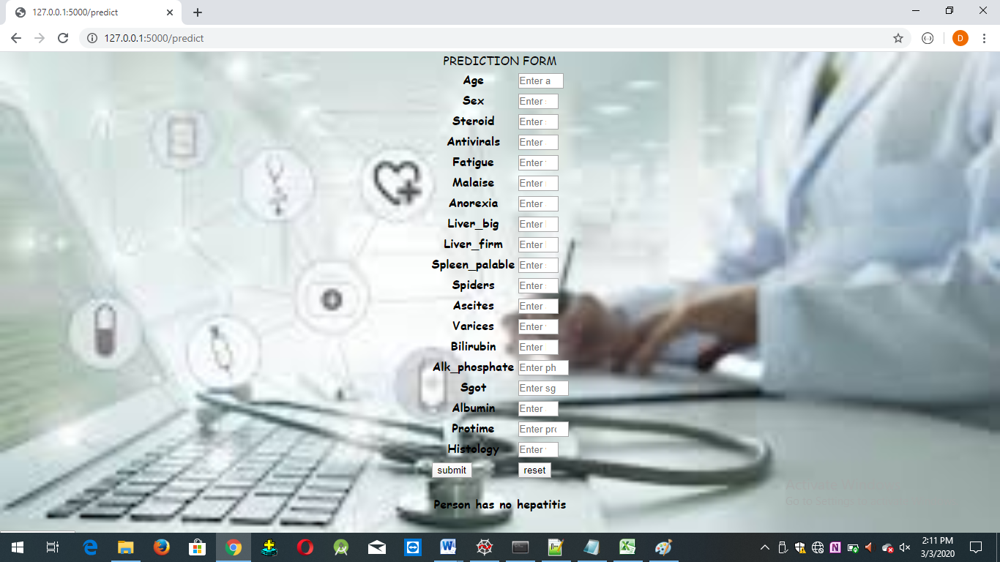 127.0.0.1:5000/predict
127.0.0.1:5000/predict
D
PREDICTION FORM
Age Enter a
Sex Enter
Steroid Enter
Antivirals Enter
Fatigue Enter
Malaise Enter
Anorexia Enter
Liver_big Enter
Liver_firm Enter
Spleen_palable Enter
Spiders Enter
Ascites Enter
Varices Enter
Bilirubin Enter
Alk_phosphate Enter ph
Sgot Enter sg
Albumin Enter
Protime Enter pro
Histology Enter
submit reset
Activate Windows
Go to Settings
Person has no hepatitis
2:11 PM
3/3/2020